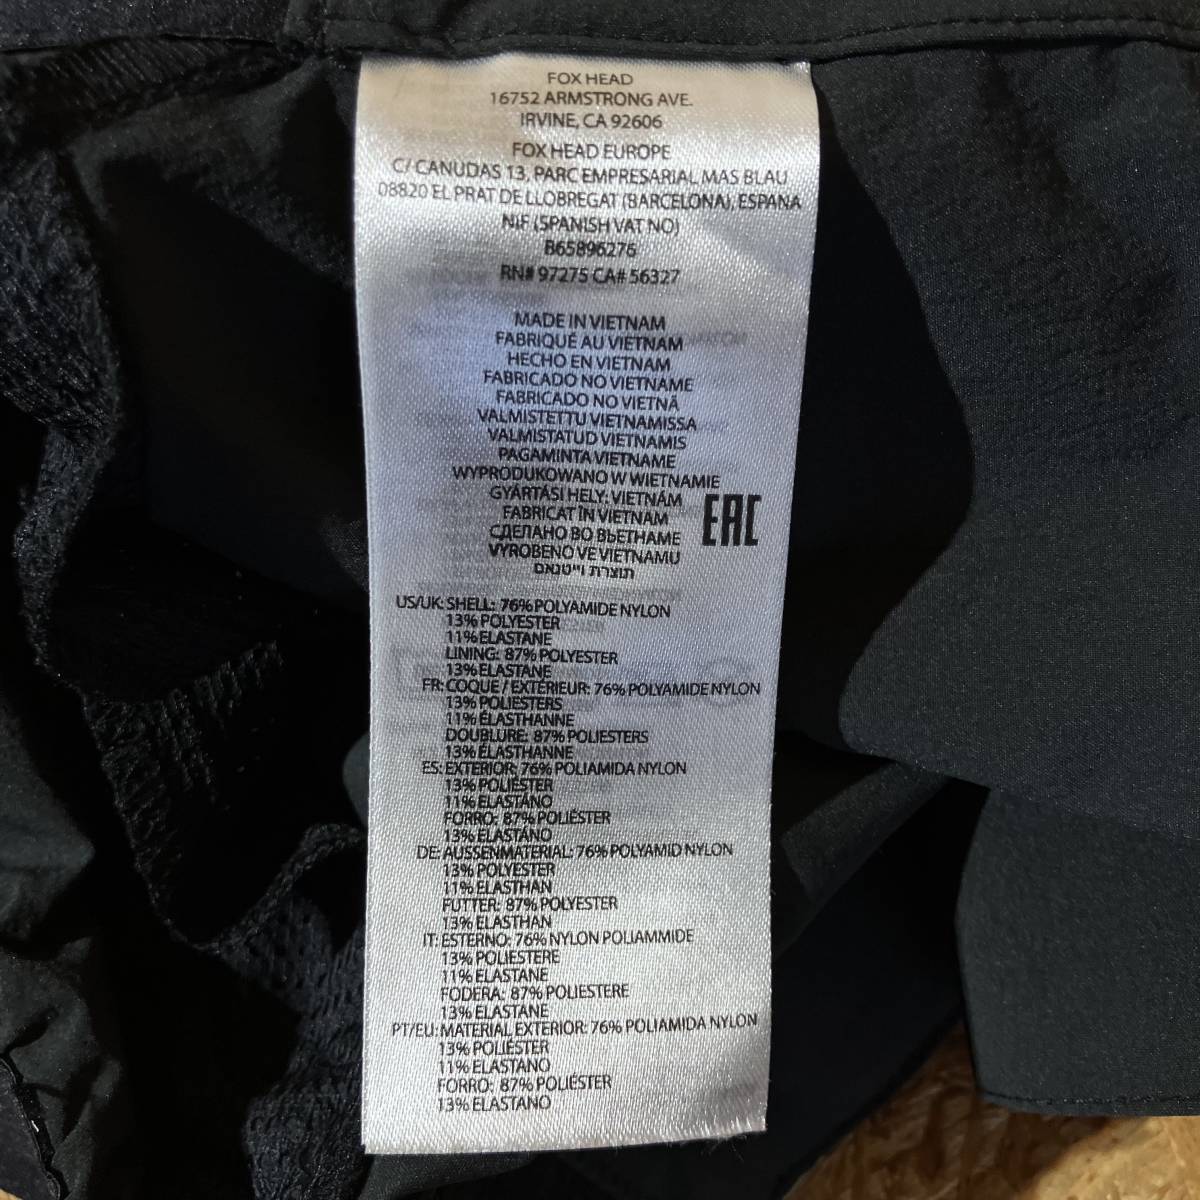 FOX HEAD
16752 ARMSTRONG AVE.
IRVINE, CA 92606
FOX HEAD EUROPE
C/ CANUDAS 13, PARC EMPRESARIAL MAS BLAU
08820 EL PRAT DE LLOBREGAT (BARCELONA), ESPANA
NIF (SPANISH VAT NO)
B65896276
RN# 97275 CA# 56327
MADE IN VIETNAM
FABRIQUÉ AU VIETNAM
HECHO EN VIETNAM
FABRICADO NO VIETNAME
FABRICADO NO VIETNÃ
VALMISTETTU VIETNAMISSA
VALMISTATUD VIETNAMIS
PAGAMINTA VIETNAME
WYPRODUKOWANO W WIETNAMIE
GYÁRTÁSI HELY: VIETNÁM
FABRICAT ÎN VIETNAM
СДЕЛАНО ВО ВЬЕТНАМЕ
VYROBENO VE VIETNAMU
תוצרת וייטנאם
EAC
US/UK: SHELL: 76% POLYAMIDE NYLON
13% POLYESTER
11% ELASTANE
LINING: 87% POLYESTER
13% ELASTANE
FR: COQUE / EXTÉRIEUR: 76% POLYAMIDE NYLON
13% POLIESTERS
11% ÉLASTHANNE
DOUBLURE: 87% POLIESTERS
13% ÉLASTHANNE
ES: EXTERIOR: 76% POLIAMIDA NYLON
13% POLIÉSTER
11% ELASTANO
FORRO: 87% POLIÉSTER
13% ELASTANO
DE: AUSSENMATERIAL: 76% POLYAMID NYLON
13% POLYESTER
11% ELASTHAN
FUTTER: 87% POLYESTER
13% ELASTHAN
IT: ESTERNO: 76% NYLON POLIAMMIDE
13% POLIESTERE
11% ELASTANE
FODERA: 87% POLIESTERE
13% ELASTANE
PT/EU: MATERIAL EXTERIOR: 76% POLIAMIDA NYLON
13% POLIÉSTER
11% ELASTANO
FORRO: 87% POLIÉSTER
13% ELASTANO